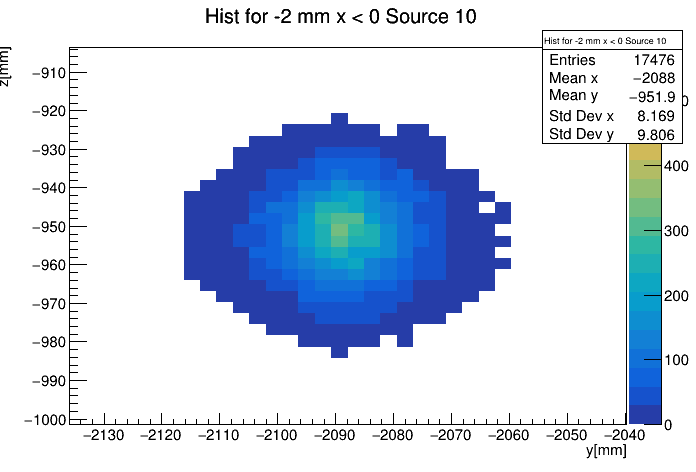 Hist for -2 mm x < 0 Source 10
Hist for -2 mm x < 0 Source 10
Entries 17476
Mean x −2088
Mean y −951.9
Std Dev x 8.169
Std Dev y 9.806
z[mm]
−910
−920
−930
−940
−950
−960
−970
−980
−990
−1000
−2130 −2120 −2110 −2100 −2090 −2080 −2070 −2060 −2050 −2040
y[mm]
400
300
200
100
0